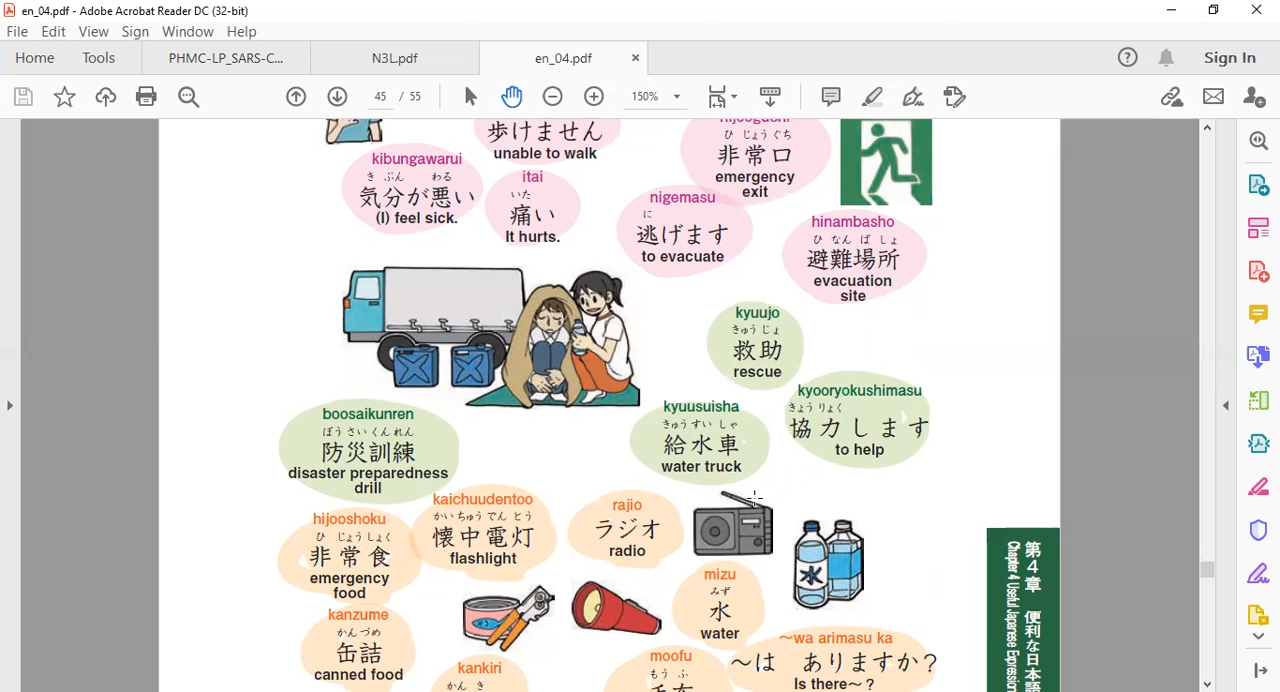 en_04.pdf - Adobe Acrobat Reader DC (32-bit)
File Edit View Sign Window Help
Home Tools PHMC-LP_SARS-C... N3L.pdf en_04.pdf × Sign In
45 / 55 150%
歩けません
unable to walk
hijooguchi
ひ じょうぐち
非常口
emergency
exit
kibungawarui
き ぶん わる
気分が悪い
(I) feel sick.
itai
いた
痛い
It hurts.
nigemasu
に
逃げます
to evacuate
hinambasho
ひ なん ば しょ
避難場所
evacuation
site
kyuujo
きゅう じょ
救助
rescue
kyooryokushimasu
きょう りょく
協力します
to help
boosaikunren
ぼう さい くん れん
防災訓練
disaster preparedness
drill
kyuusuisha
きゅう すい しゃ
給水車
water truck
hijooshoku
ひ じょう しょく
非常食
emergency
food
kaichuudentoo
かい ちゅう でん とう
懐中電灯
flashlight
rajio
ラジオ
radio
水
mizu
みず
水
water
kanzume
かん づめ
缶詰
canned food
kankiri
かん き
moofu
もう ふ
毛布
～wa arimasu ka
～は ありますか?
Is there～?
第4章 便利な日本語
Chapter 4 Useful Japanese Expression